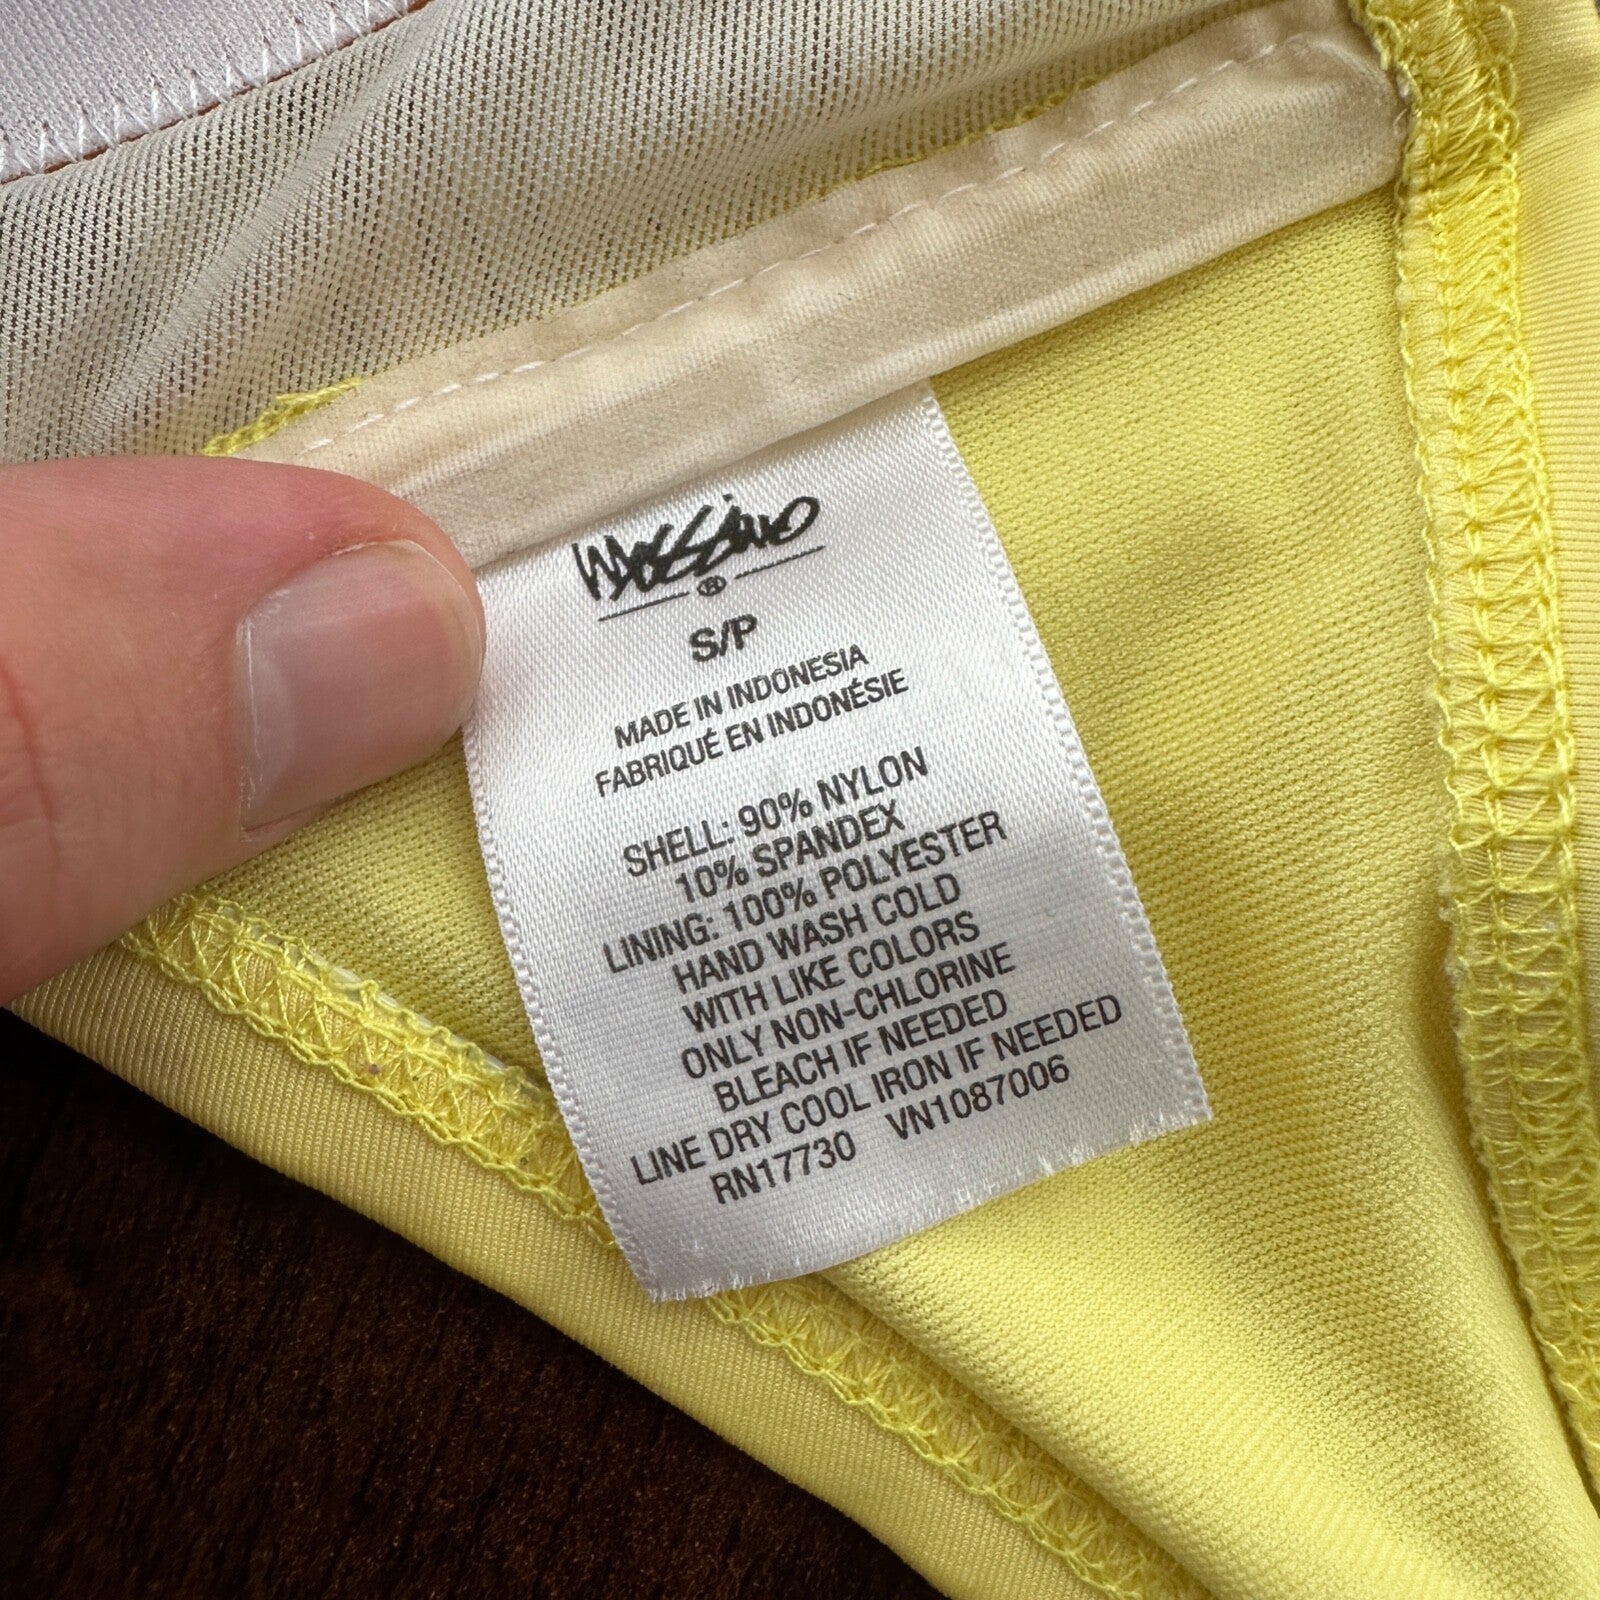 Mossimo
®
S/P
MADE IN INDONESIA
FABRIQUÉ EN INDONÉSIE
SHELL: 90% NYLON
10% SPANDEX
LINING: 100% POLYESTER
HAND WASH COLD
WITH LIKE COLORS
ONLY NON-CHLORINE
BLEACH IF NEEDED
LINE DRY COOL IRON IF NEEDED
RN17730 VN1087006